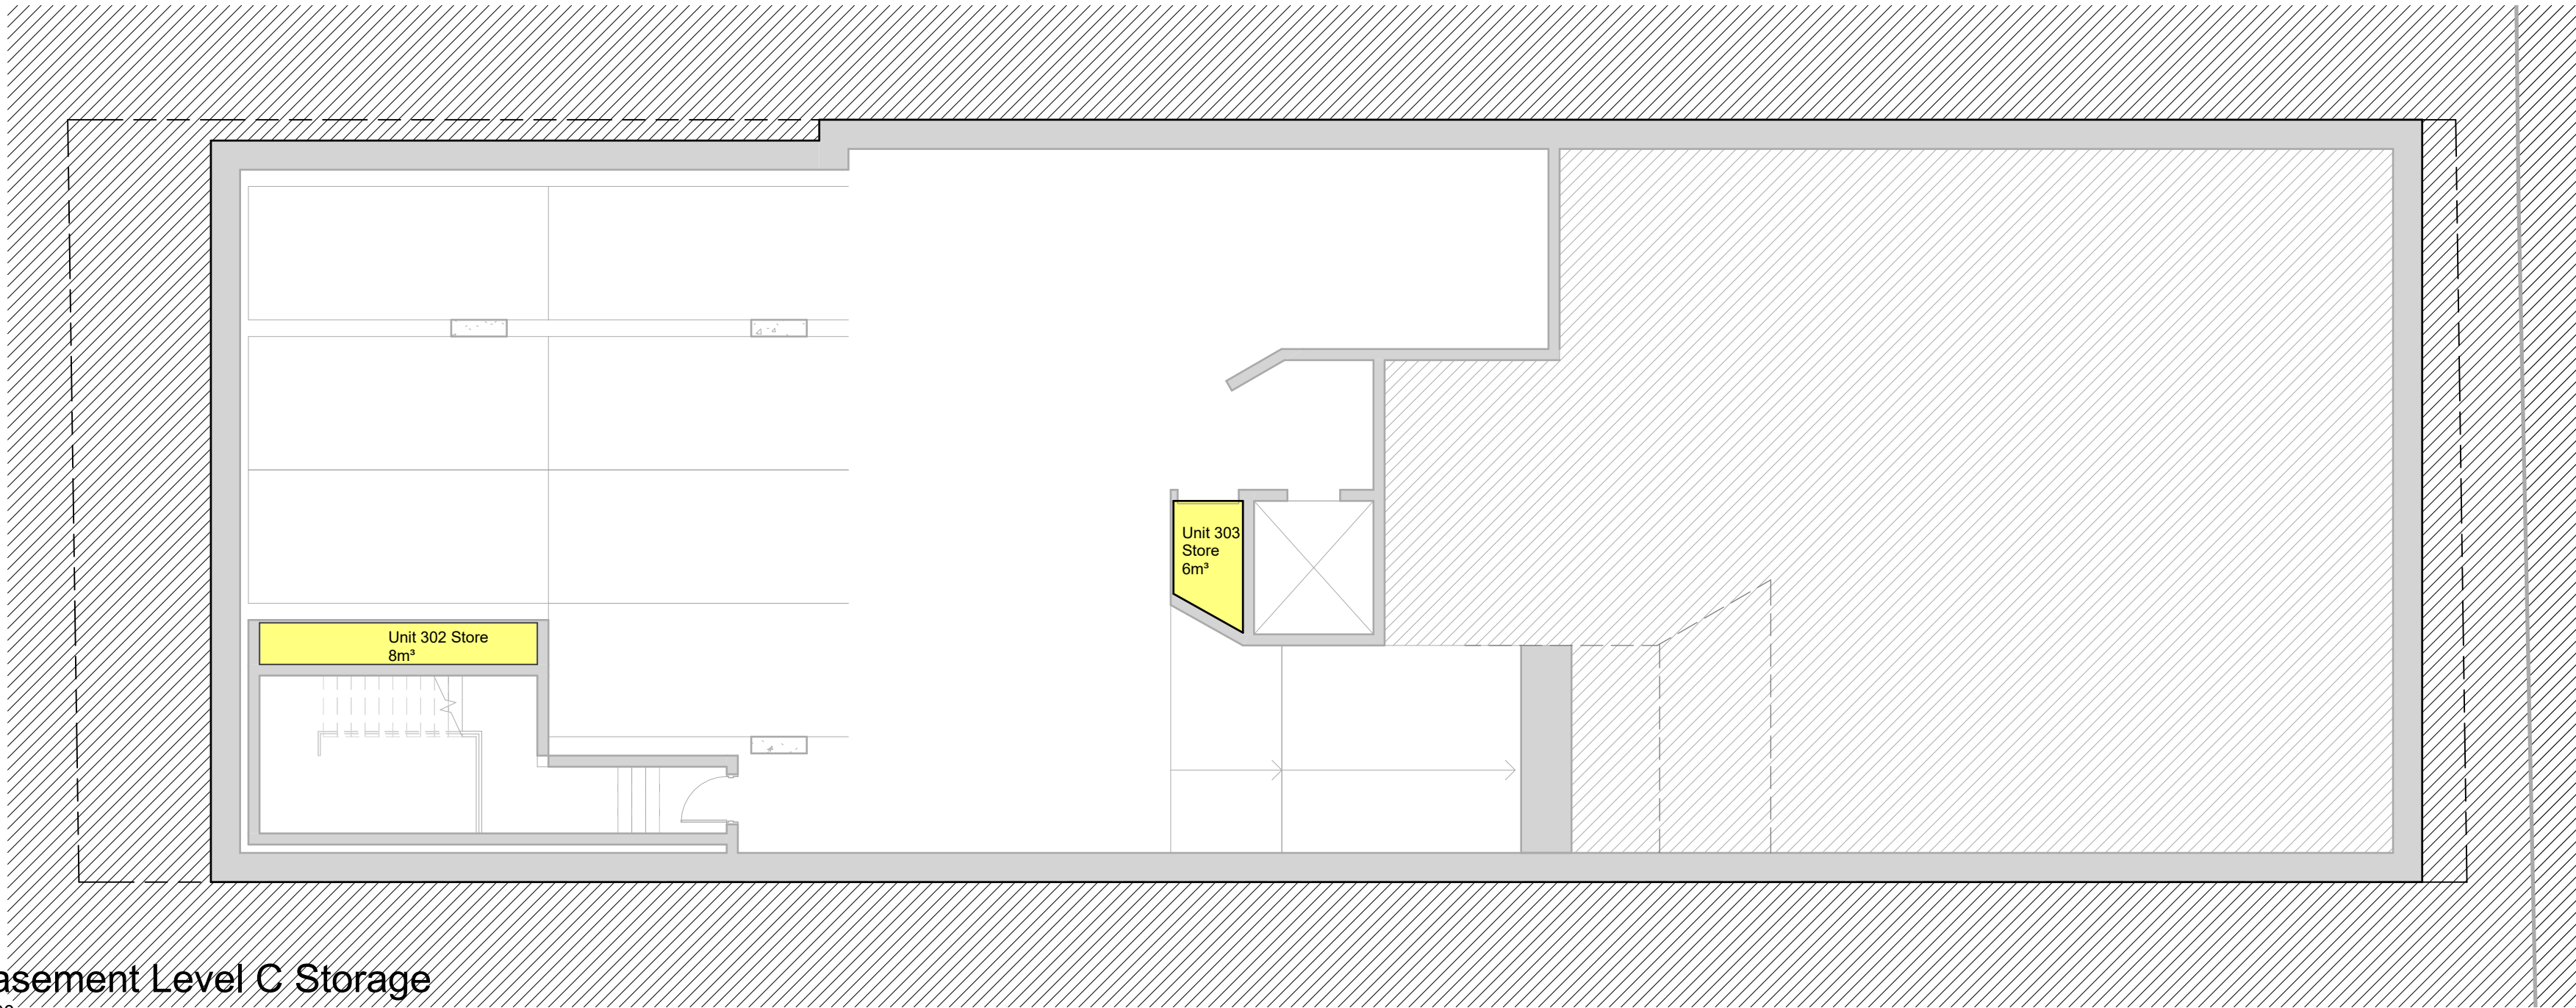 Unit 303
Store
6m³
Unit 302 Store
8m³
asement Level C Storage